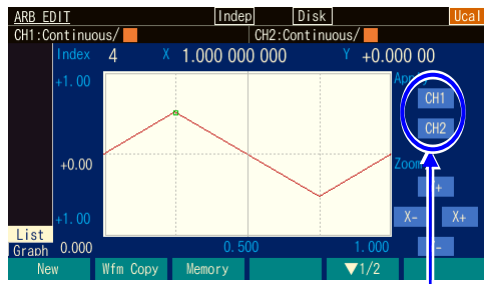 ARB EDIT Indep Disk Ucal
CH1:Continuous/ CH2:Continuous/
Index 4 X 1.000 000 000 Y +0.000 00
+1.00 Apply
CH1
CH2
+0.00 Zoom
+
+1.00 X- X+
List
Graph 0.000 0.500 1.000 -
New Wfm Copy Memory ▼1/2